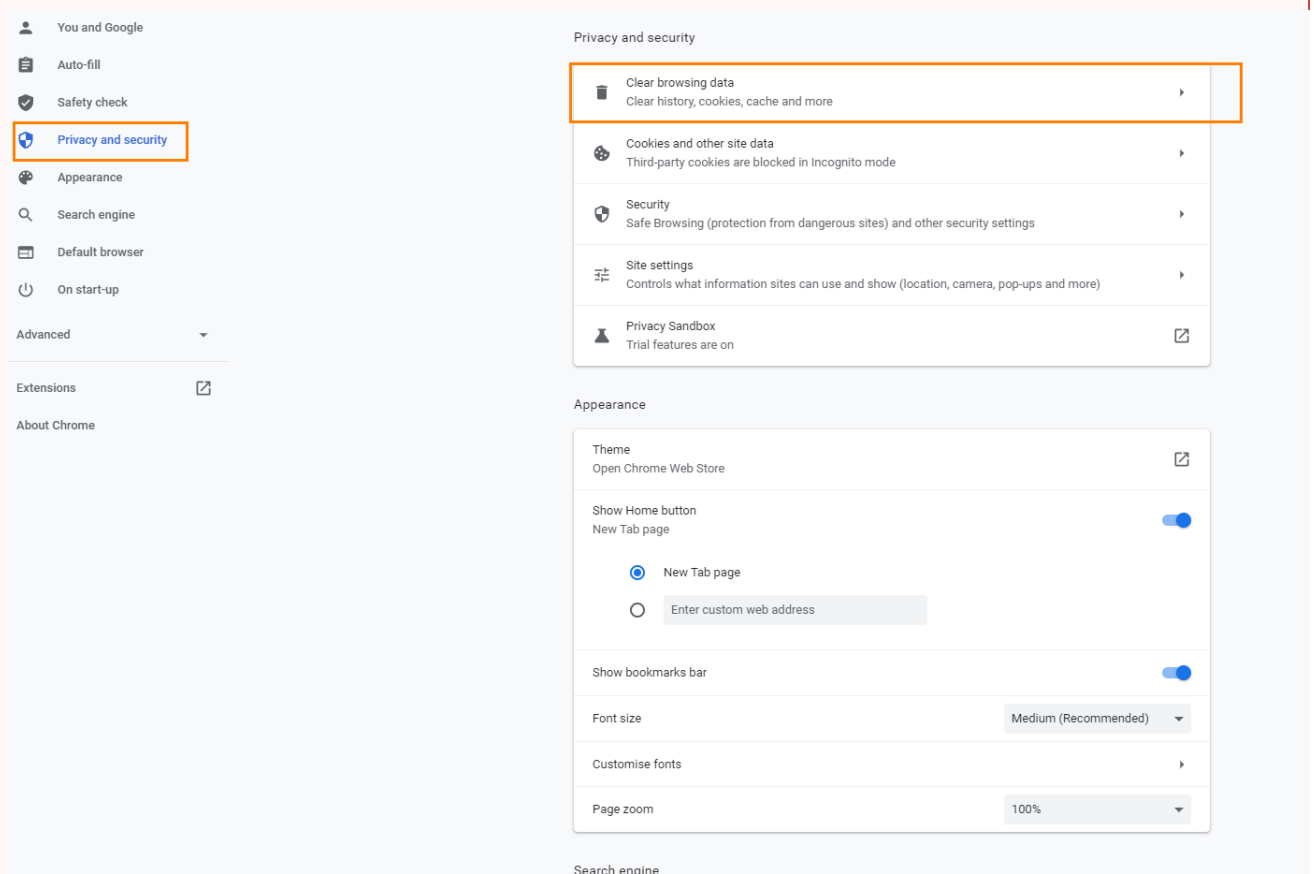 You and Google
Auto-fill
Safety check
Privacy and security
Appearance
Search engine
Default browser
On start-up
Advanced
Extensions
About Chrome
Privacy and security
Clear browsing data
Clear history, cookies, cache and more
Cookies and other site data
Third-party cookies are blocked in Incognito mode
Security
Safe Browsing (protection from dangerous sites) and other security settings
Site settings
Controls what information sites can use and show (location, camera, pop-ups and more)
Privacy Sandbox
Trial features are on
Appearance
Theme
Open Chrome Web Store
Show Home button
New Tab page
New Tab page
Enter custom web address
Show bookmarks bar
Font size
Medium (Recommended)
Customise fonts
Page zoom
100%
Search engine